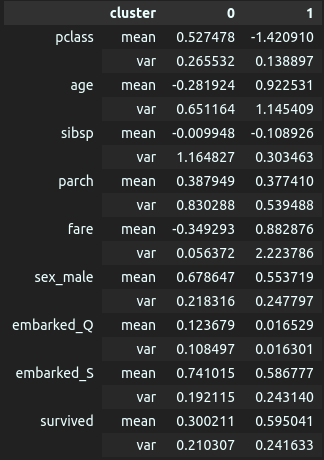 cluster 0 1
pclass mean 0.527478 -1.420910
var 0.265532 0.138897
age mean -0.281924 0.922531
var 0.651164 1.145409
sibsp mean -0.009948 -0.108926
var 1.164827 0.303463
parch mean 0.387949 0.377410
var 0.830288 0.539488
fare mean -0.349293 0.882876
var 0.056372 2.223786
sex_male mean 0.678647 0.553719
var 0.218316 0.247797
embarked_Q mean 0.123679 0.016529
var 0.108497 0.016301
embarked_S mean 0.741015 0.586777
var 0.192115 0.243140
survived mean 0.300211 0.595041
var 0.210307 0.241633